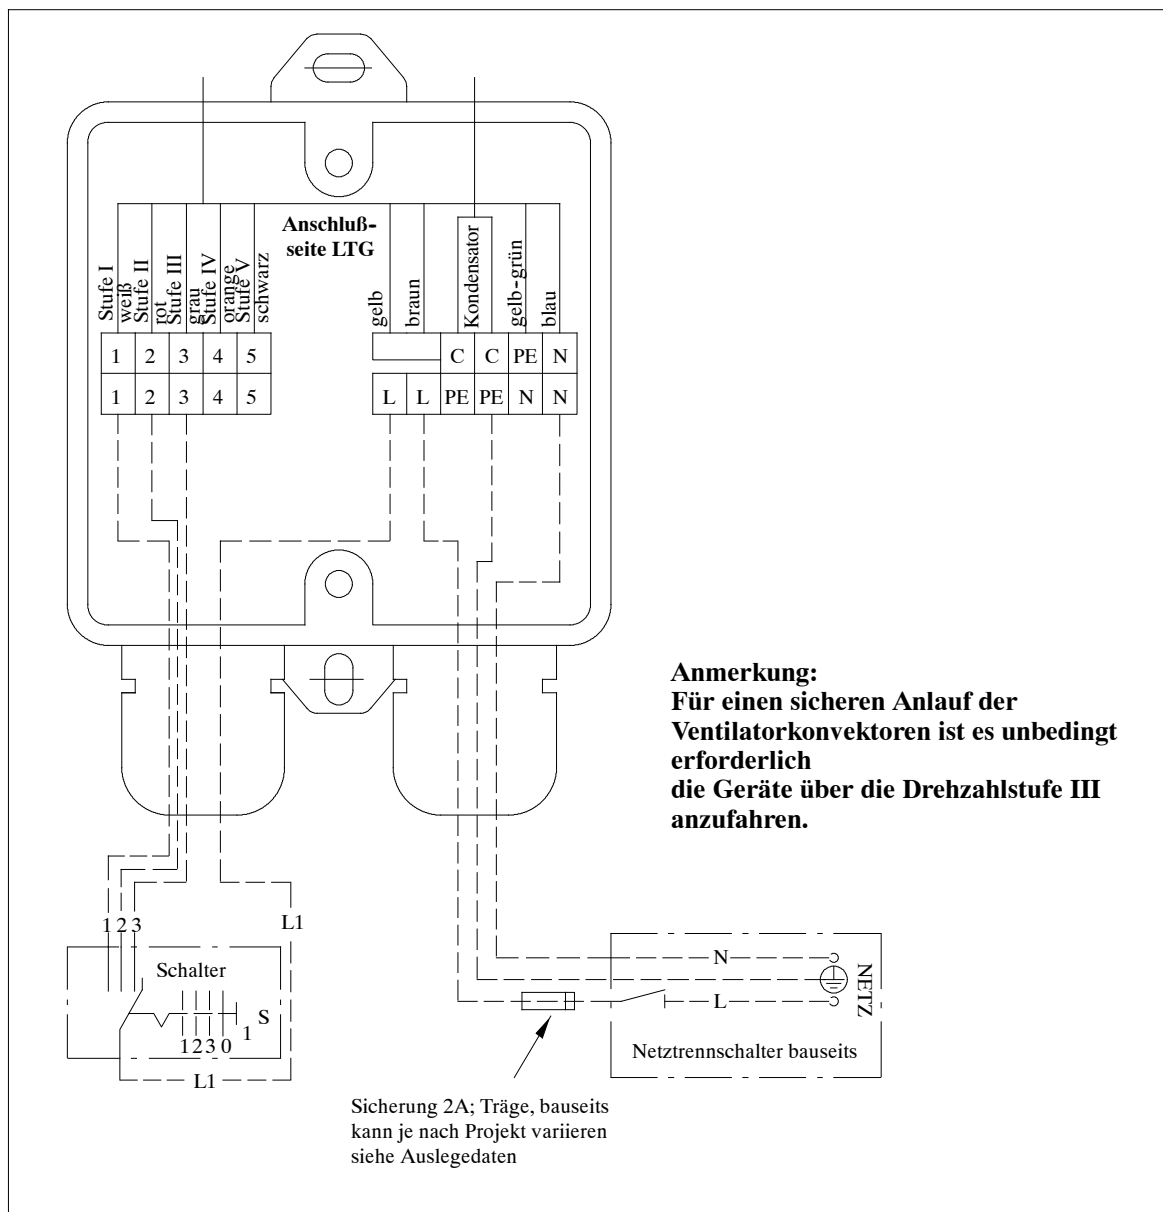 Anschluß-
seite LTG
Stufe I
weiß
Stufe II
rot
Stufe III
grau
Stufe IV
orange
Stufe V
schwarz
gelb
braun
Kondensator
gelb-grün
blau
1 2 3 4 5
C C PE N
1 2 3 4 5
L L PE PE N N
Anmerkung:
Für einen sicheren Anlauf der
Ventilatorkonvektoren ist es unbedingt
erforderlich
die Geräte über die Drehzahlstufe III
anzufahren.
1 2 3
L1
Schalter
S
1
1 2 3 0
L1
N
L
NETZ
Netztrennschalter bauseits
Sicherung 2A; Träge, bauseits
kann je nach Projekt variieren
siehe Auslegedaten